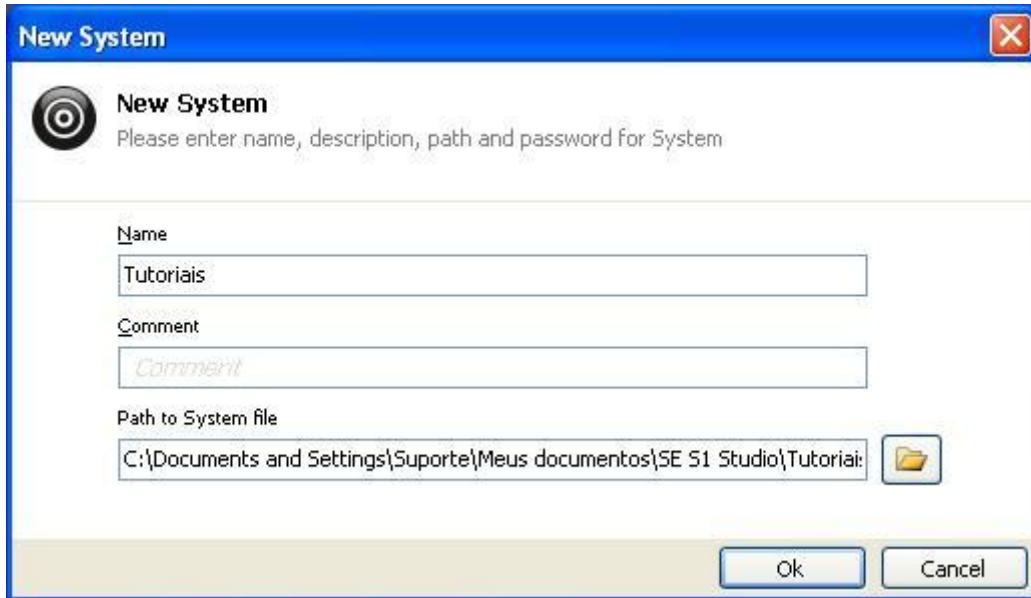 New System
New System
Please enter name, description, path and password for System
Name
Tutoriais
Comment
Comment
Path to System file
C:\Documents and Settings\Suporte\Meus documentos\SE S1 Studio\Tutoriais
Ok Cancel